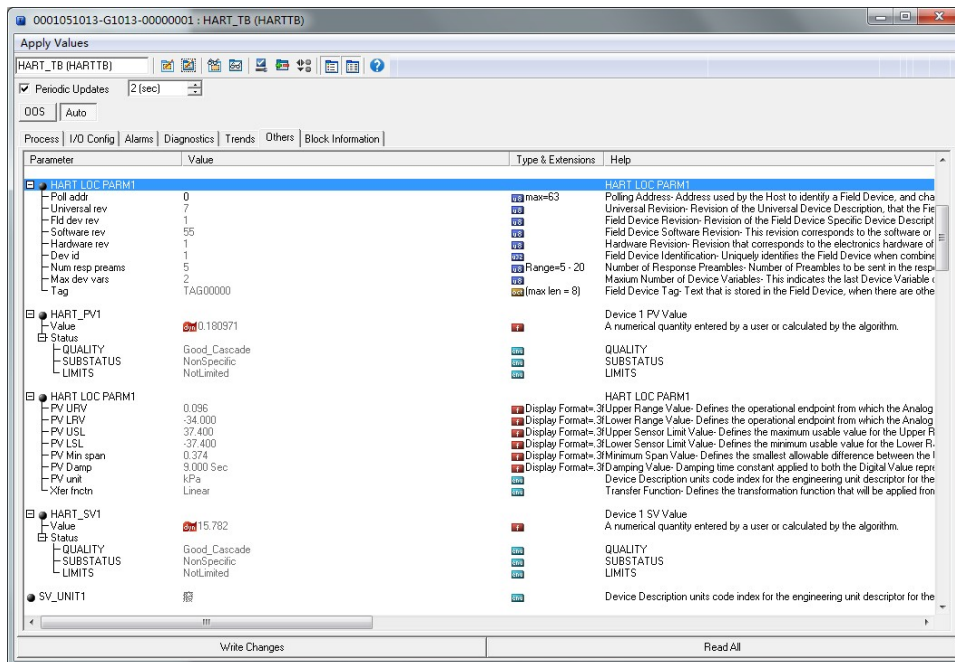 0001051013-G1013-00000001 : HART_TB (HARTTB)
Apply Values
HART_TB (HARTTB)
Periodic Updates 2 (sec)
OOS Auto
Process I/O Config Alarms Diagnostics Trends Others Block Information
Parameter Value Type & Extensions Help
HART LOC PARM1 HART LOC PARM1
Poll addr 0 u8 max=63 Polling Address- Address used by the Host to identify a Field Device, and cha
Universal rev 7 u8 Universal Revision- Revision of the Universal Device Description, that the Fie
Fld dev rev 1 u8 Field Device Revision- Revision of the Field Device Specific Device Descript
Software rev 55 u8 Field Device Software Revision- This revision corresponds to the software or
Hardware rev 1 u8 Hardware Revision- Revision that corresponds to the electronics hardware of
Dev id 1 u32 Field Device Identification- Uniquely identifies the Field Device when combine
Num resp preams 5 u8 Range=5 - 20 Number of Response Preambles- Number of Preambles to be sent in the resp
Max dev vars 2 u8 Maxium Number of Device Variables- This indicates the last Device Variable
Tag TAG00000 (max len = 8) Field Device Tag- Text that is stored in the Field Device, when there are othe
HART_PV1 Device 1 PV Value
Value dyn 0.180971 f A numerical quantity entered by a user or calculated by the algorithm.
Status
QUALITY Good_Cascade QUALITY
SUBSTATUS NonSpecific SUBSTATUS
LIMITS NotLimited LIMITS
HART LOC PARM1 HART LOC PARM1
PV URV 0.096 f Display Format=.3f Upper Range Value- Defines the operational endpoint from which the Analog
PV LRV -34.000 f Display Format=.3f Lower Range Value- Defines the operational endpoint from which the Analog
PV USL 37.400 f Display Format=.3f Upper Sensor Limit Value- Defines the maximum usable value for the Upper R
PV LSL -37.400 f Display Format=.3f Lower Sensor Limit Value- Defines the minimum usable value for the Lower R
PV Min span 0.374 f Display Format=.3f Minimum Span Value- Defines the smallest allowable difference between the
PV Damp 9.000 Sec f Display Format=.3f Damping Value- Damping time constant applied to both the Digital Value repre
PV unit kPa Device Description units code index for the engineering unit descriptor for the
Xfer fnctn Linear Transfer Function- Defines the transformation function that will be applied from
HART_SV1 Device 1 SV Value
Value dyn 15.782 f A numerical quantity entered by a user or calculated by the algorithm.
Status
QUALITY Good_Cascade QUALITY
SUBSTATUS NonSpecific SUBSTATUS
LIMITS NotLimited LIMITS
SV_UNIT1 Device Description units code index for the engineering unit descriptor for the
Write Changes Read All